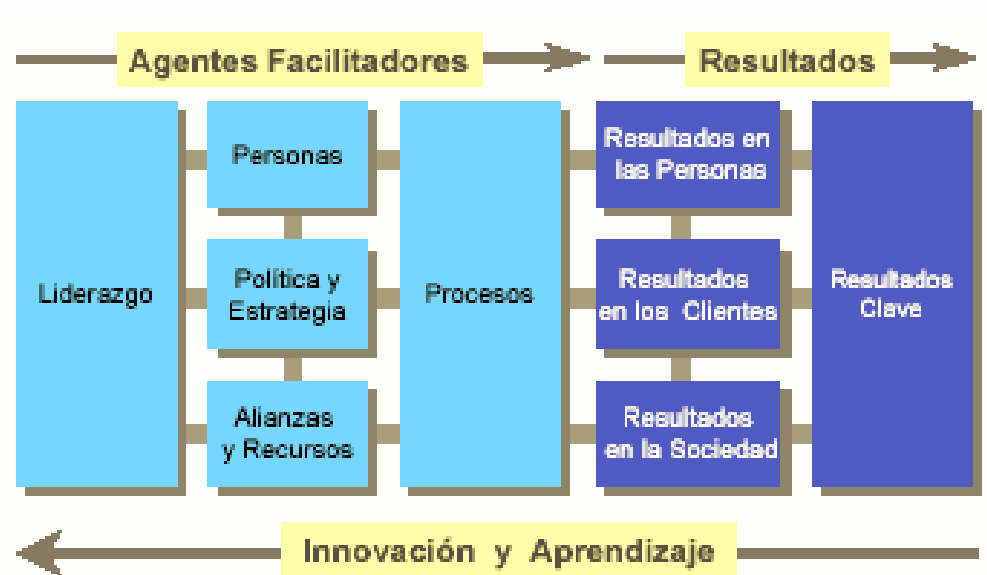 Agentes Facilitadores
Resultados
Liderazgo
Personas
Política y
Estrategia
Alianzas
y Recursos
Procesos
Resultados en
las Personas
Resultados
en los Clientes
Resultados
en la Sociedad
Resultados
Clave
Innovación y Aprendizaje